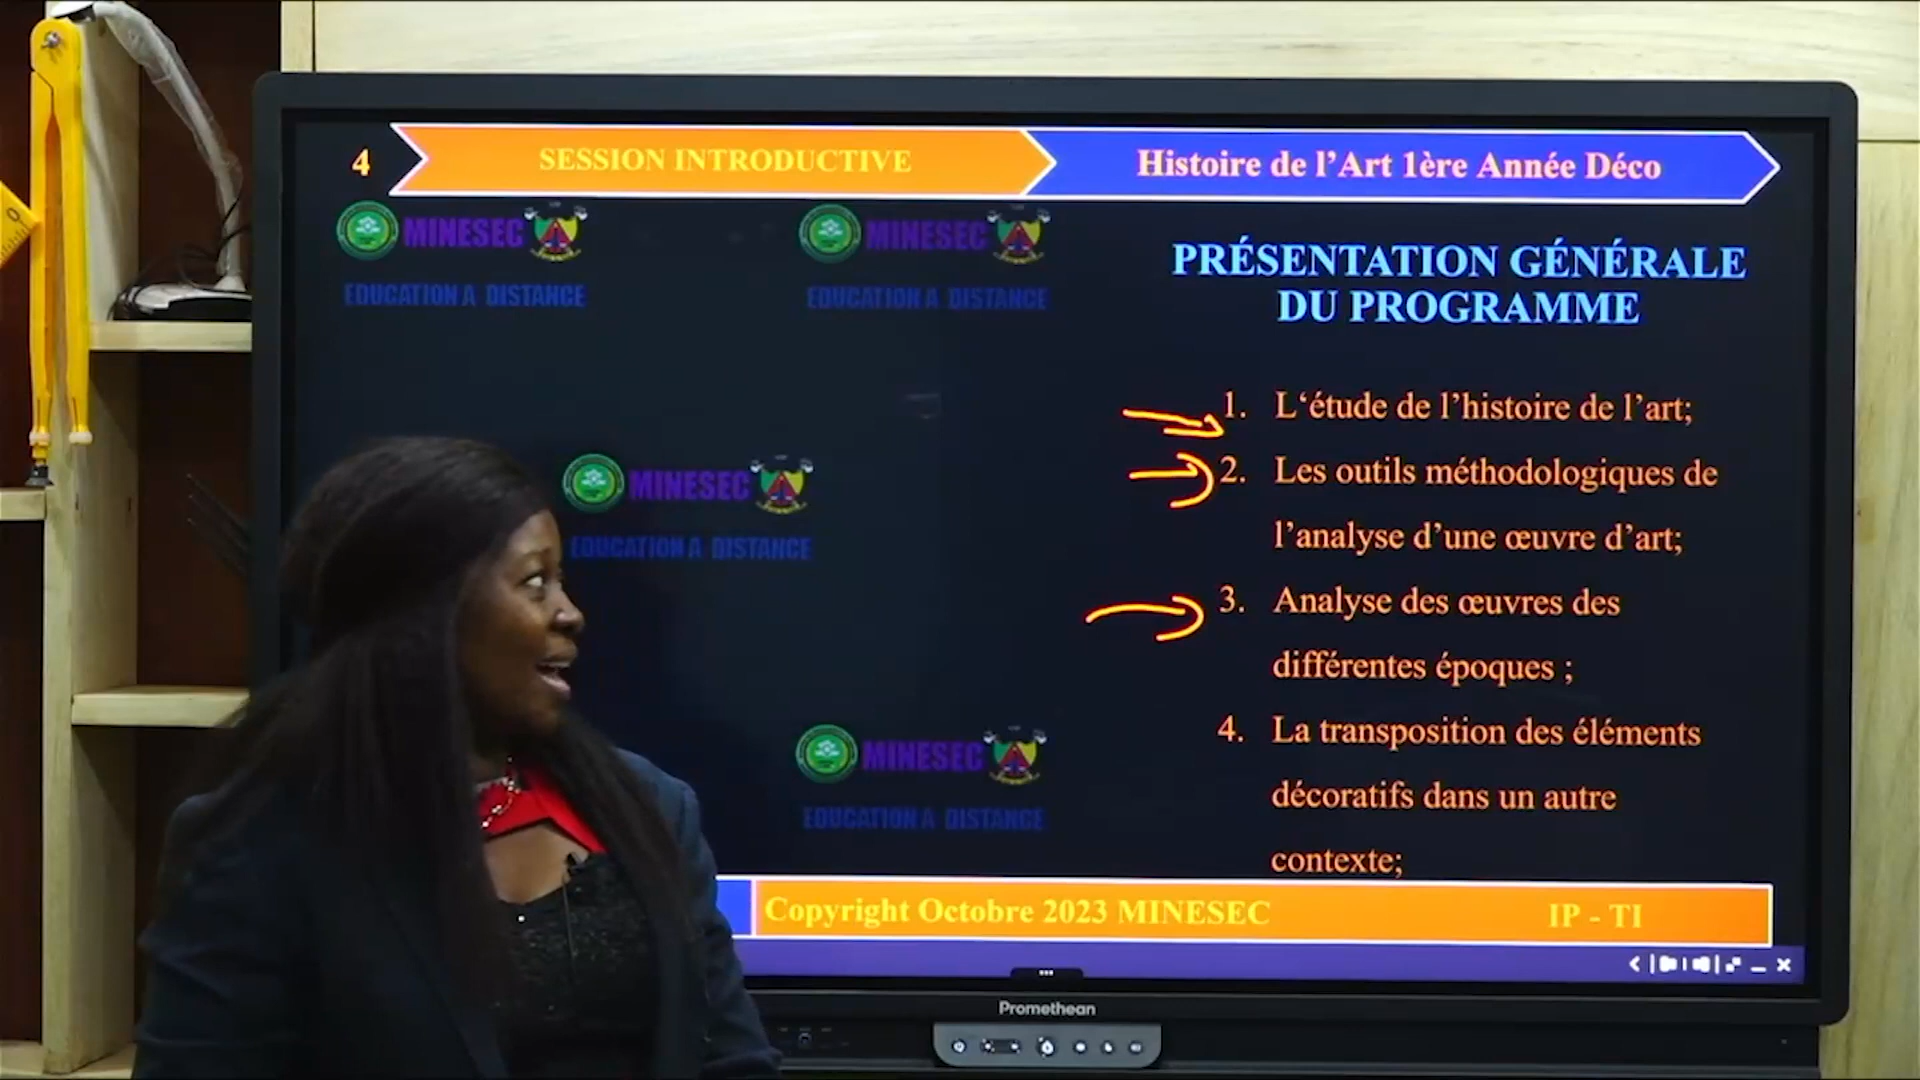 4
SESSION INTRODUCTIVE
Histoire de l’Art 1ère Année Déco
MINESEC
EDUCATION A DISTANCE
MINESEC
EDUCATION A DISTANCE
PRÉSENTATION GÉNÉRALE
DU PROGRAMME
1. L‘étude de l’histoire de l’art;
2. Les outils méthodologiques de
l’analyse d’une œuvre d’art;
MINESEC
EDUCATION A DISTANCE
3. Analyse des œuvres des
différentes époques ;
4. La transposition des éléments
décoratifs dans un autre
contexte;
MINESEC
EDUCATION A DISTANCE
Copyright Octobre 2023 MINESEC
IP - TI
Promethean
0